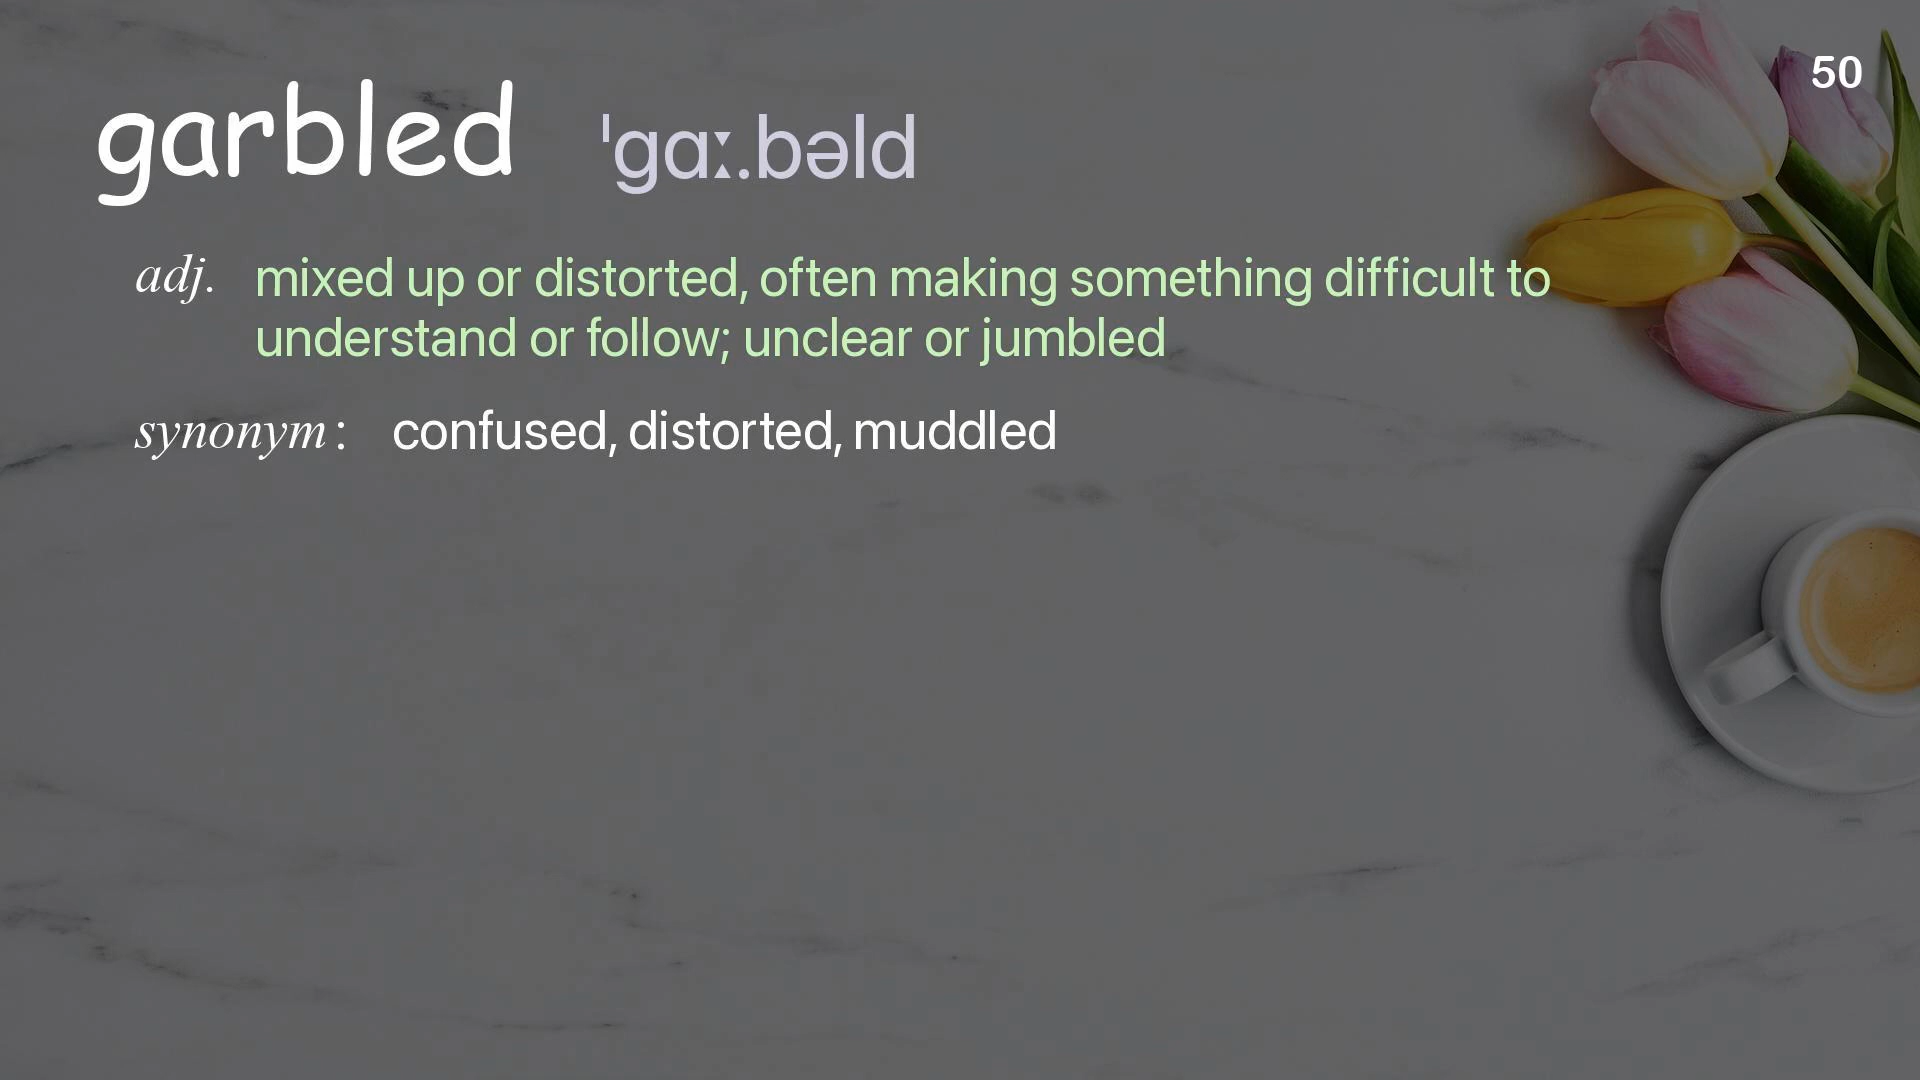 50
garbled ˈɡɑː.bəld
adj. mixed up or distorted, often making something difficult to
understand or follow; unclear or jumbled
synonym: confused, distorted, muddled